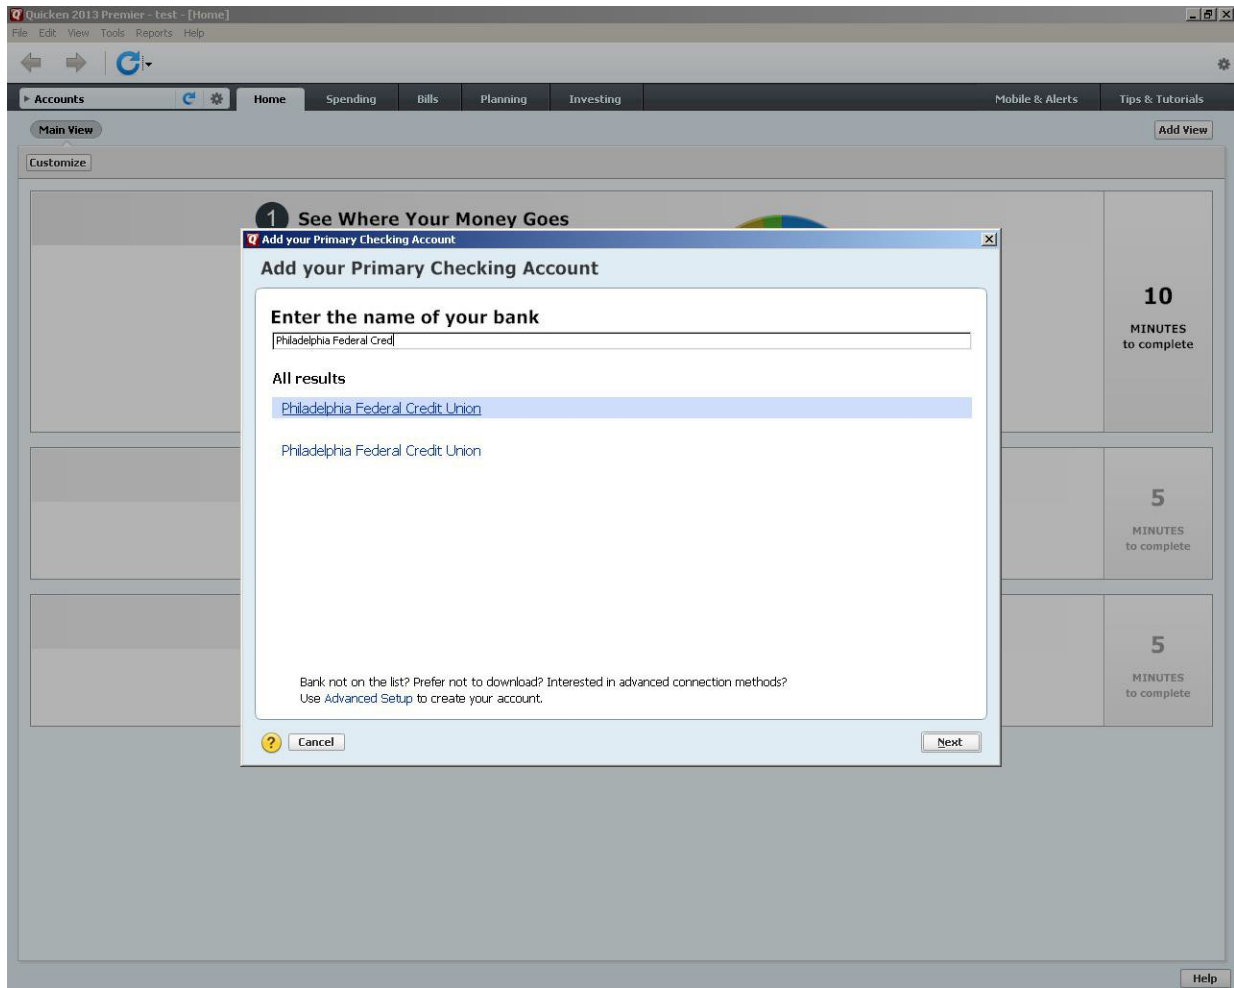 Quicken 2013 Premier - test - [Home]
File Edit View Tools Reports Help
Accounts Home Spending Bills Planning Investing Mobile & Alerts Tips & Tutorials
Main View Add View
Customize
1 See Where Your Money Goes
Add your Primary Checking Account
Add your Primary Checking Account
Enter the name of your bank
Philadelphia Federal Cred
All results
Philadelphia Federal Credit Union
Philadelphia Federal Credit Union
Bank not on the list? Prefer not to download? Interested in advanced connection methods?
Use Advanced Setup to create your account.
? Cancel Next
10
MINUTES
to complete
5
MINUTES
to complete
5
MINUTES
to complete
Help